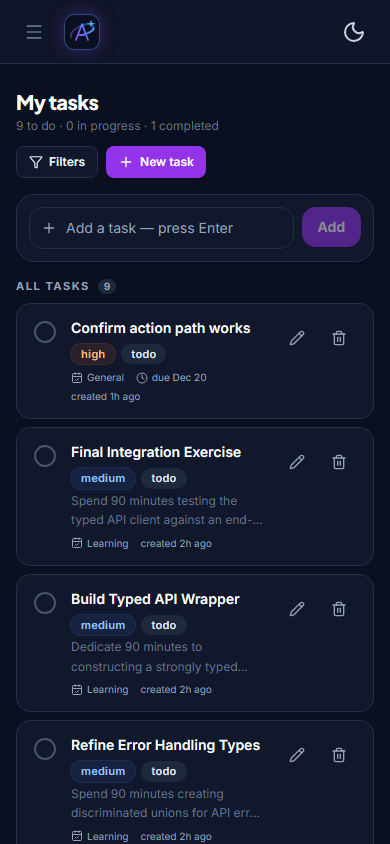 My tasks
9 to do · 0 in progress · 1 completed
Filters
New task
Add a task — press Enter
Add
ALL TASKS 9
Confirm action path works
high todo
General due Dec 20
created 1h ago
Final Integration Exercise
medium todo
Spend 90 minutes testing the
typed API client against an end-...
Learning created 2h ago
Build Typed API Wrapper
medium todo
Dedicate 90 minutes to
constructing a strongly typed...
Learning created 2h ago
Refine Error Handling Types
medium todo
Spend 90 minutes creating
discriminated unions for API err...
Learning created 2h ago